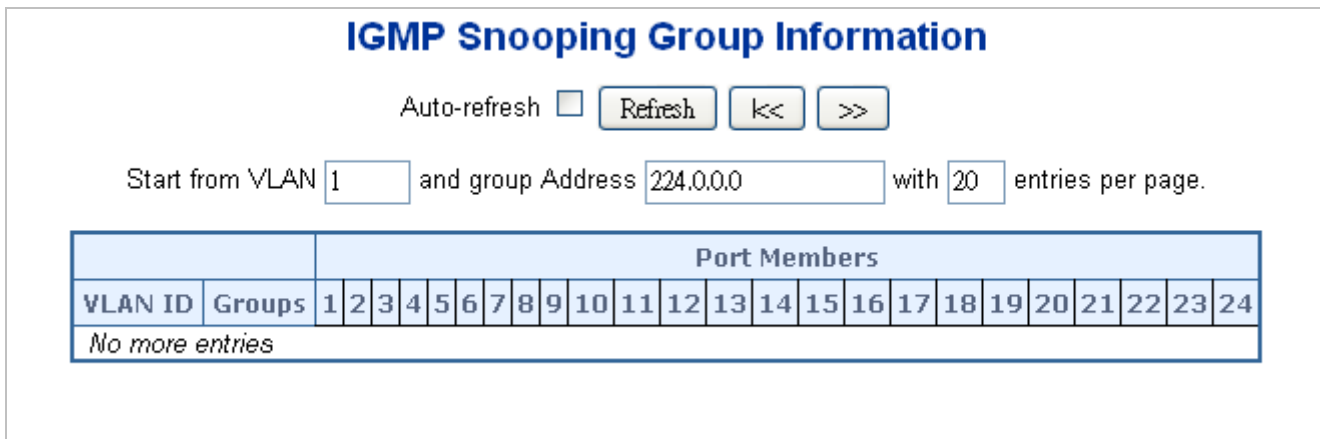 IGMP Snooping Group Information
Auto-refresh Refresh k<< >>
Start from VLAN 1 and group Address 224.0.0.0 with 20 entries per page.
Port Members
VLAN ID Groups 1 2 3 4 5 6 7 8 9 10 11 12 13 14 15 16 17 18 19 20 21 22 23 24
No more entries